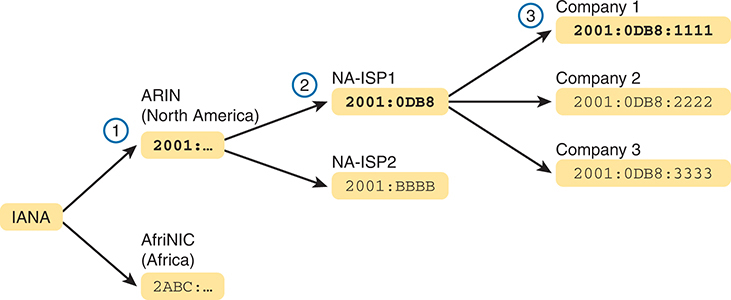 IANA
1
ARIN
(North America)
2001:…
AfriNIC
(Africa)
2ABC:…
2
NA-ISP1
2001:0DB8
NA-ISP2
2001:BBBB
3
Company 1
2001:0DB8:1111
Company 2
2001:0DB8:2222
Company 3
2001:0DB8:3333